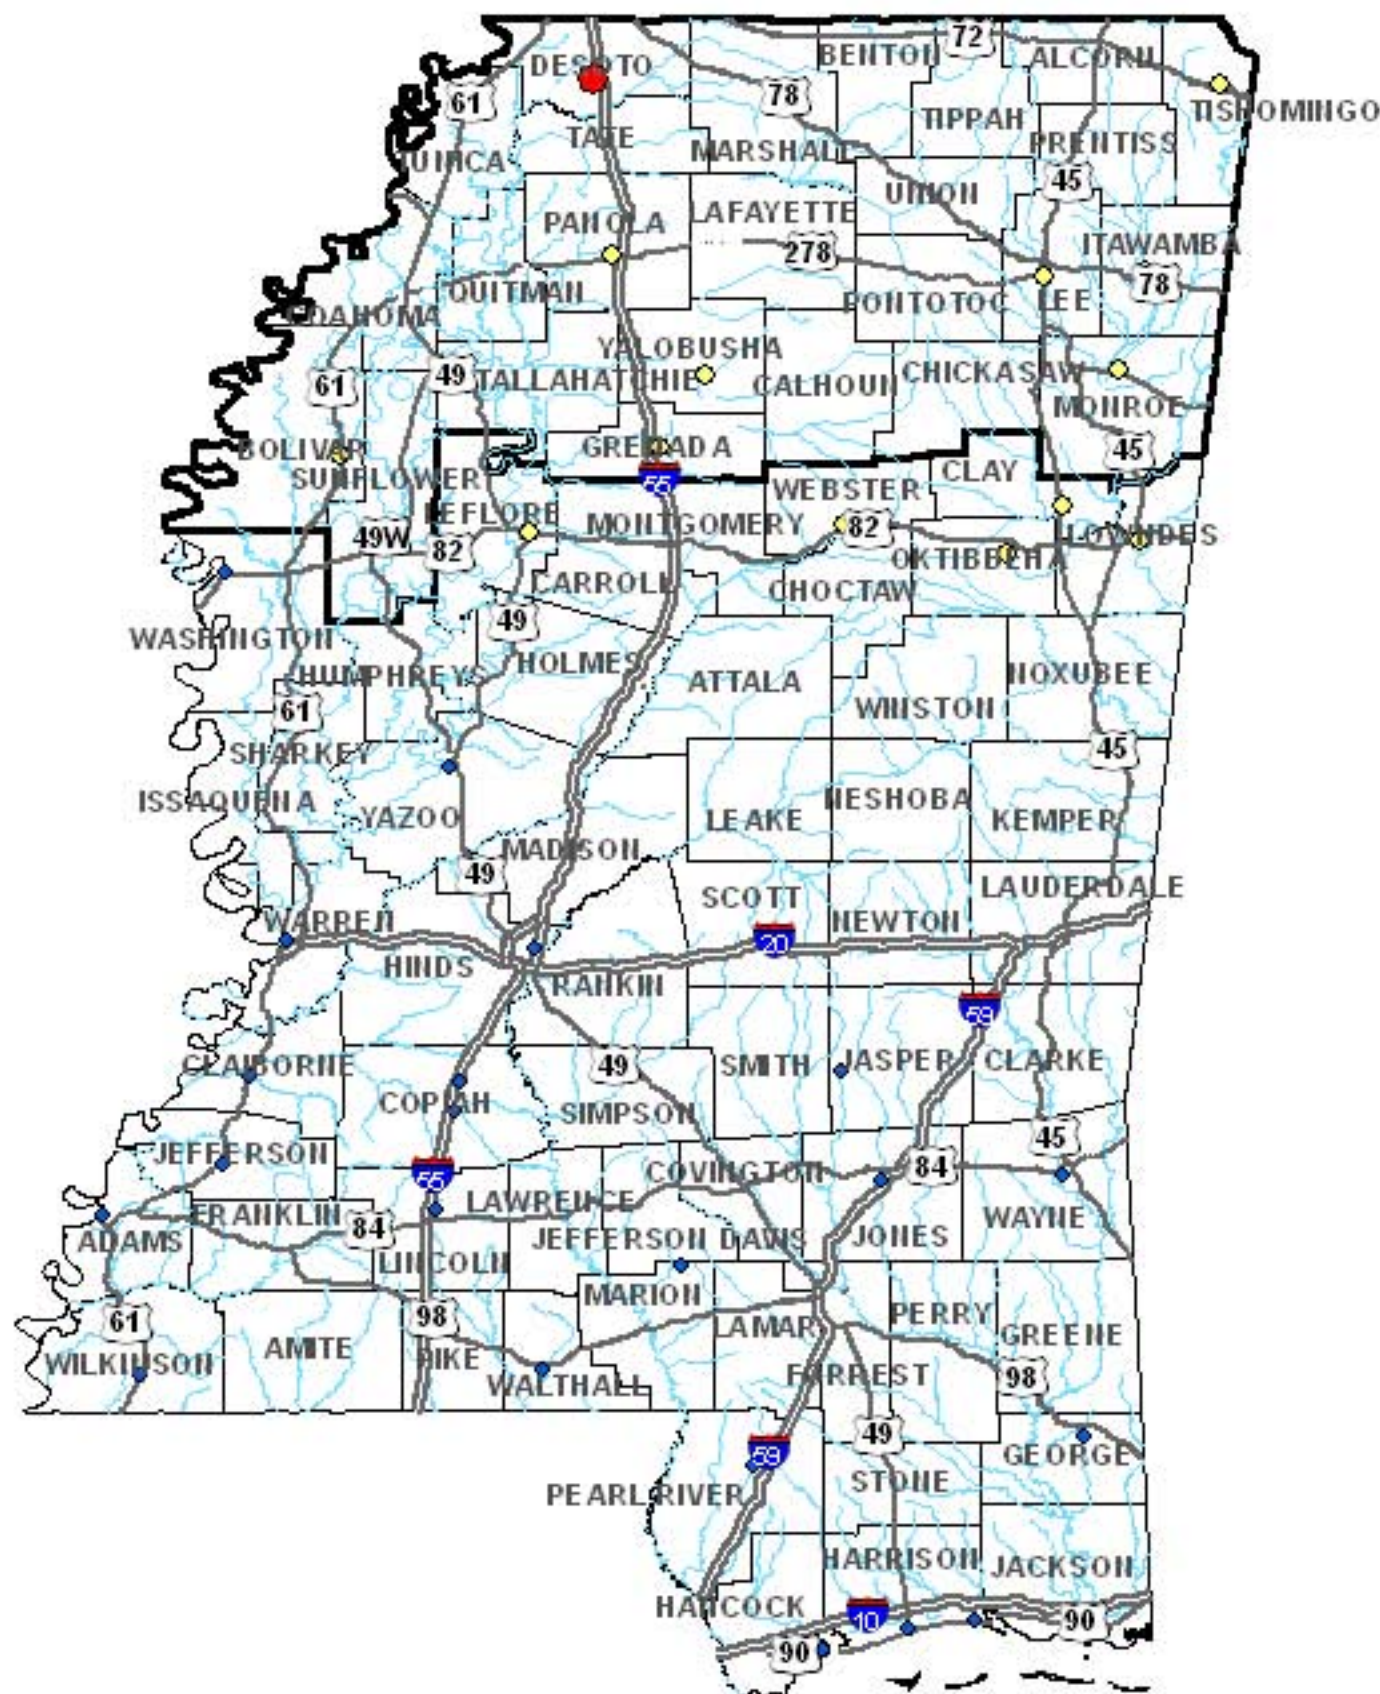 72
BENTON
ALCORN
DESOTO
61
78
TISHOMINGO
TIPPAH
TATE
PRENTISS
MARSHALL
TUNICA
45
UNION
LAFAYETTE
PANOLA
ITAWAMBA
278
78
QUITMAN
PONTOTOC
LEE
COAHOMA
YALOBUSHA
49
TALLAHATCHIE
CHICKASAW
61
CALHOUN
MONROE
GRENADA
45
BOLIVAR
CLAY
SUNFLOWER
55
WEBSTER
LEFLORE
MONTGOMERY
82
LOWNDES
49W
82
OKTIBBEHA
CARROLL
CHOCTAW
49
WASHINGTON
HOLMES
HUMPHREYS
ATTALA
NOXUBEE
61
WINSTON
SHARKEY
45
ISSAQUENA
NESHOBA
YAZOO
LEAKE
KEMPER
MADISON
49
LAUDERDALE
SCOTT
WARREN
NEWTON
20
HINDS
RANKIN
59
CLAIBORNE
49
SMITH
JASPER
CLARKE
COPIAH
SIMPSON
45
JEFFERSON
55
COVINGTON
84
LAWRENCE
FRANKLIN
84
WAYNE
ADAMS
JEFFERSON DAVIS
JONES
LINCOLN
MARION
61
98
LAMAR
PERRY
GREENE
AMITE
WILKINSON
PIKE
FORREST
98
WALTHALL
49
59
GEORGE
STONE
PEARL RIVER
HARRISON
JACKSON
HANCOCK
10
90
90